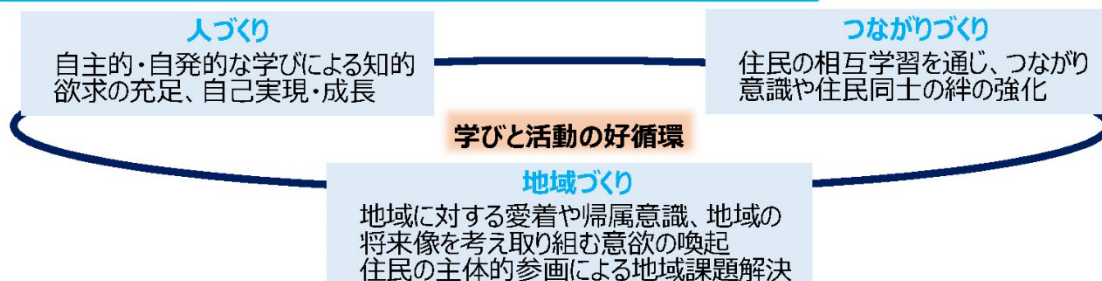 人づくり
自主的・自発的な学びによる知的
欲求の充足、自己実現・成長
つながりづくり
住民の相互学習を通じ、つながり
意識や住民同士の絆の強化
学びと活動の好循環
地域づくり
地域に対する愛着や帰属意識、地域の
将来像を考え取り組む意欲の喚起
住民の主体的参画による地域課題解決